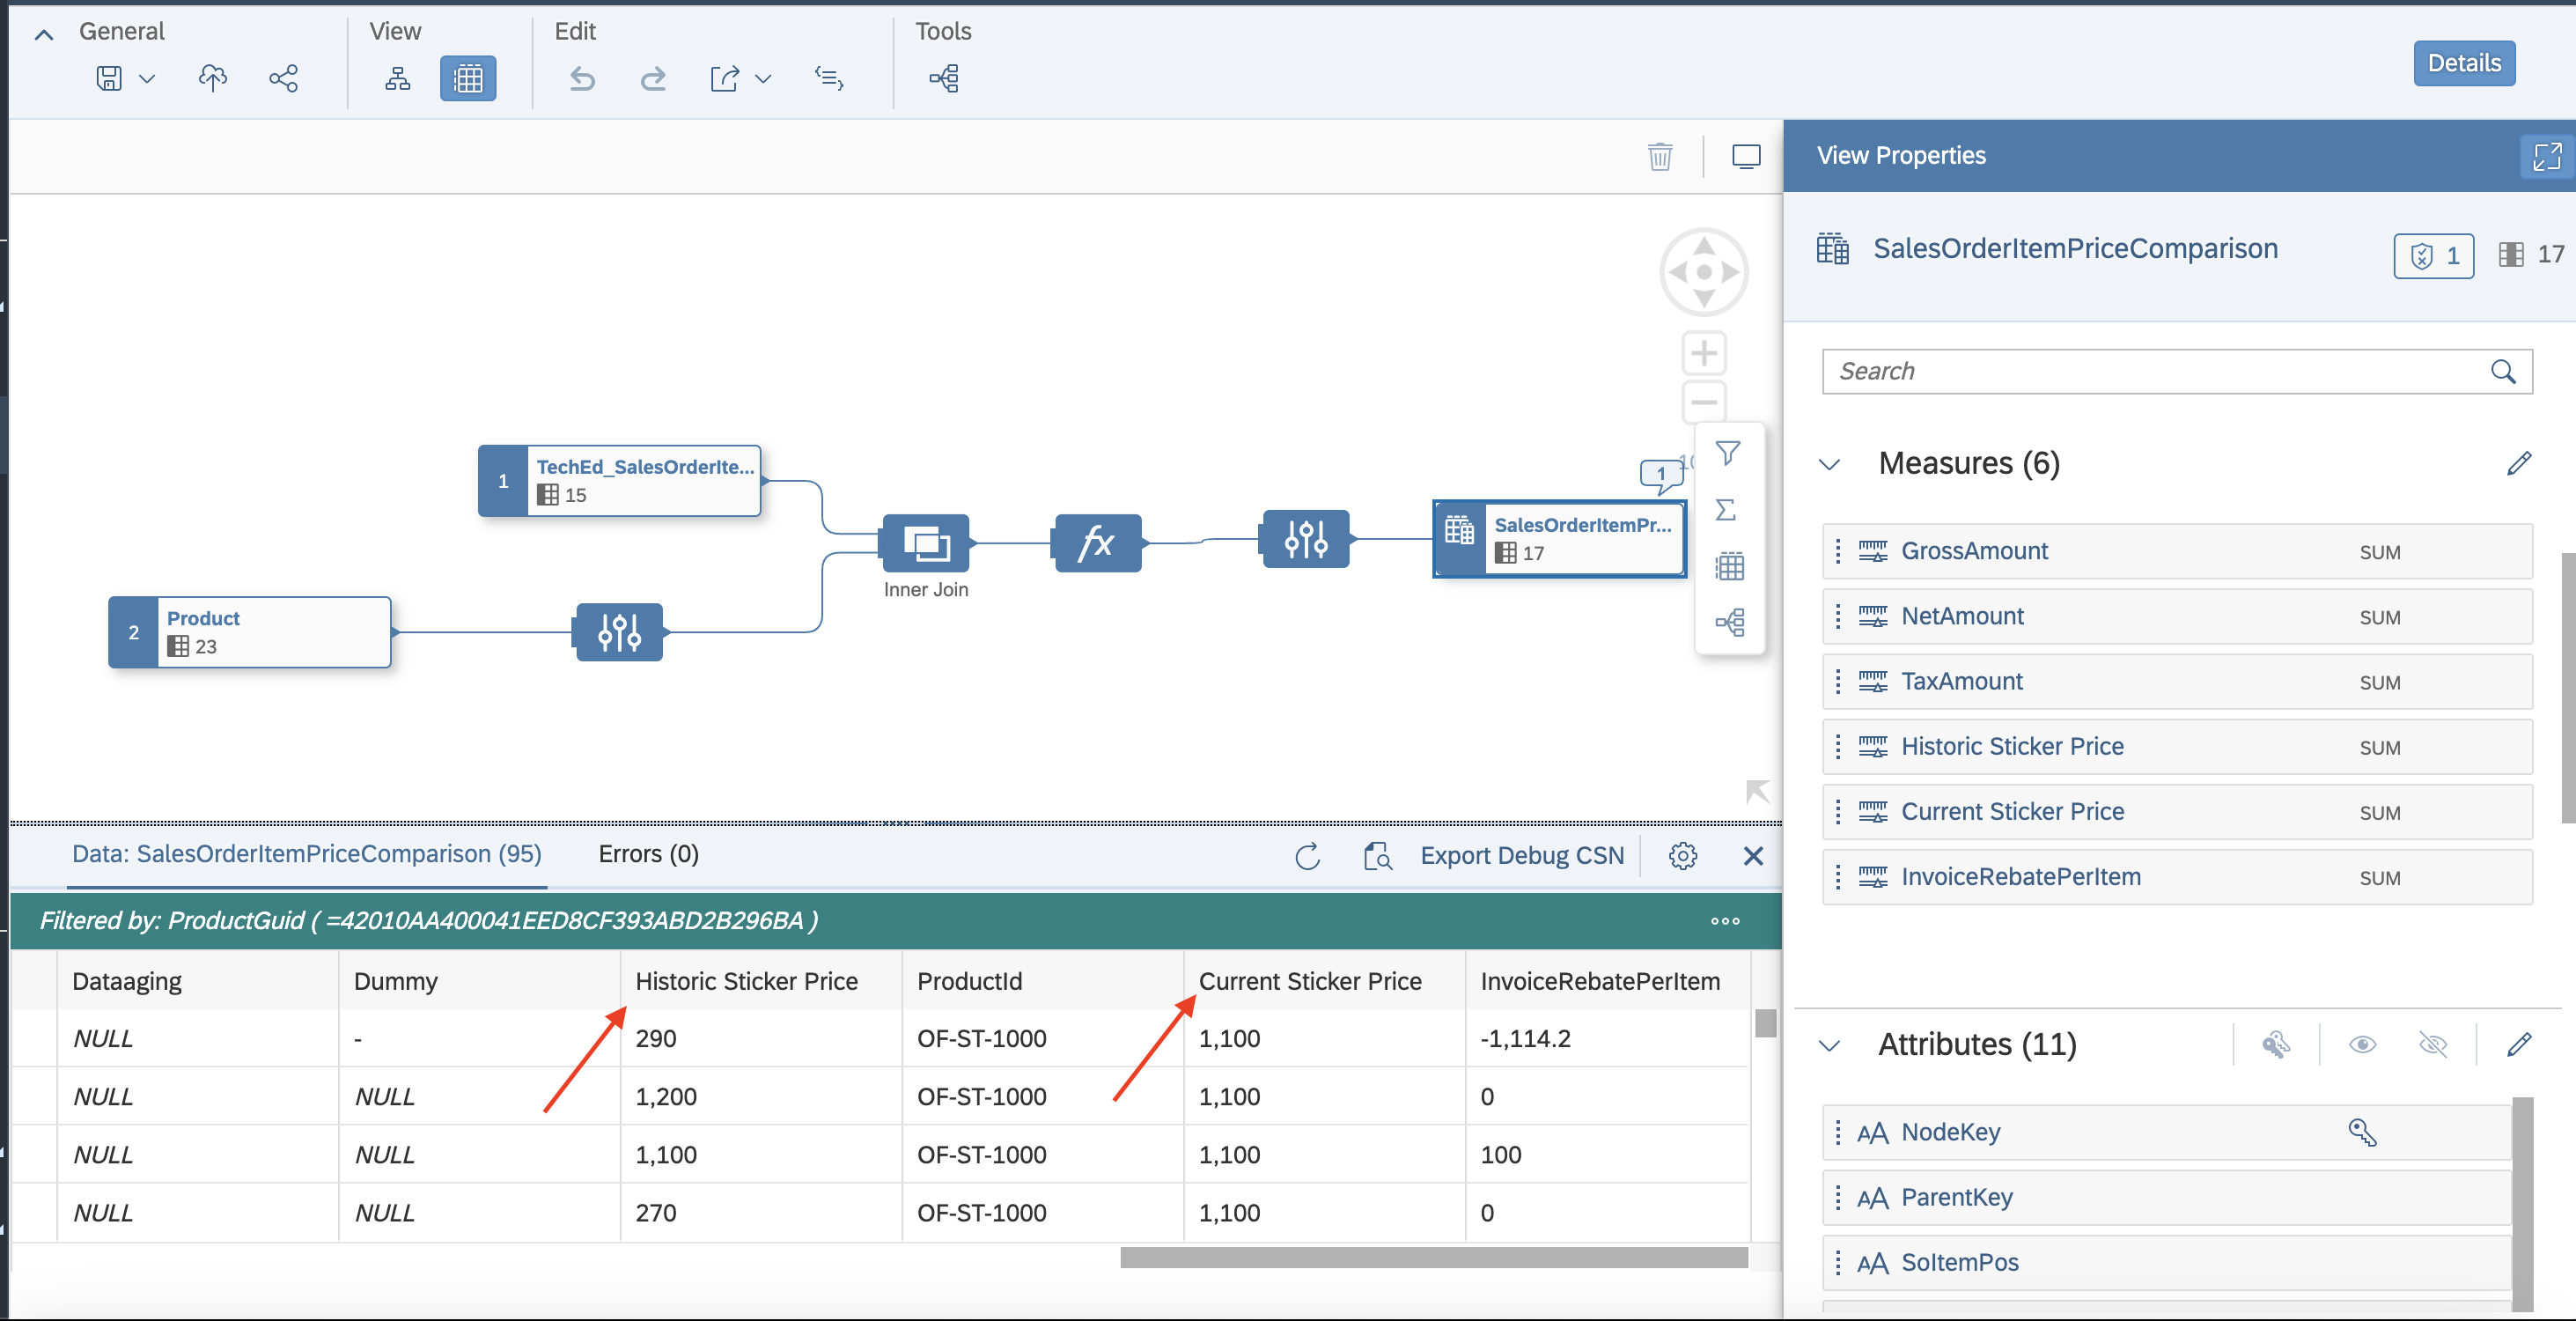 General
View
Edit
Tools
Details
View Properties
SalesOrderItemPriceComparison
1
17
Search
Measures (6)
GrossAmount SUM
NetAmount SUM
TaxAmount SUM
Historic Sticker Price SUM
Current Sticker Price SUM
InvoiceRebatePerItem SUM
Attributes (11)
NodeKey
ParentKey
SoItemPos
1
TechEd_SalesOrderIte...
15
2
Product
23
Inner Join
fx
1
SalesOrderItemPr...
17
Data: SalesOrderItemPriceComparison (95)
Errors (0)
Export Debug CSN
Filtered by: ProductGuid ( =42010AA400041EED8CF393ABD2B296BA )
Dataaging Dummy Historic Sticker Price ProductId Current Sticker Price InvoiceRebatePerItem
NULL - 290 OF-ST-1000 1,100 -1,114.2
NULL NULL 1,200 OF-ST-1000 1,100 0
NULL NULL 1,100 OF-ST-1000 1,100 100
NULL NULL 270 OF-ST-1000 1,100 0